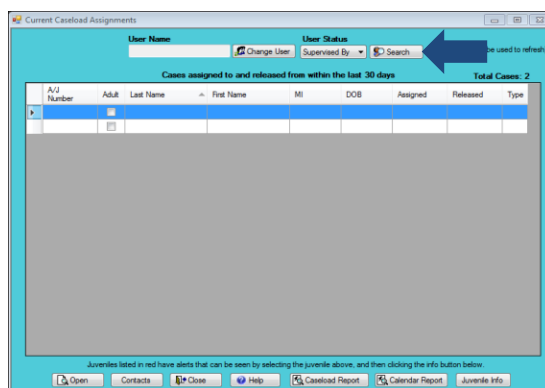 Current Caseload Assignments
User Name User Status
Change User Supervised By Search be used to refresh
Cases assigned to and released from within the last 30 days Total Cases: 2
A/J Number Adult Last Name First Name MI DOB Assigned Released Type
Juveniles listed in red have alerts that can be seen by selecting the juvenile above, and then clicking the info button below.
Open Contacts Close Help Caseload Report Calendar Report Juvenile Info